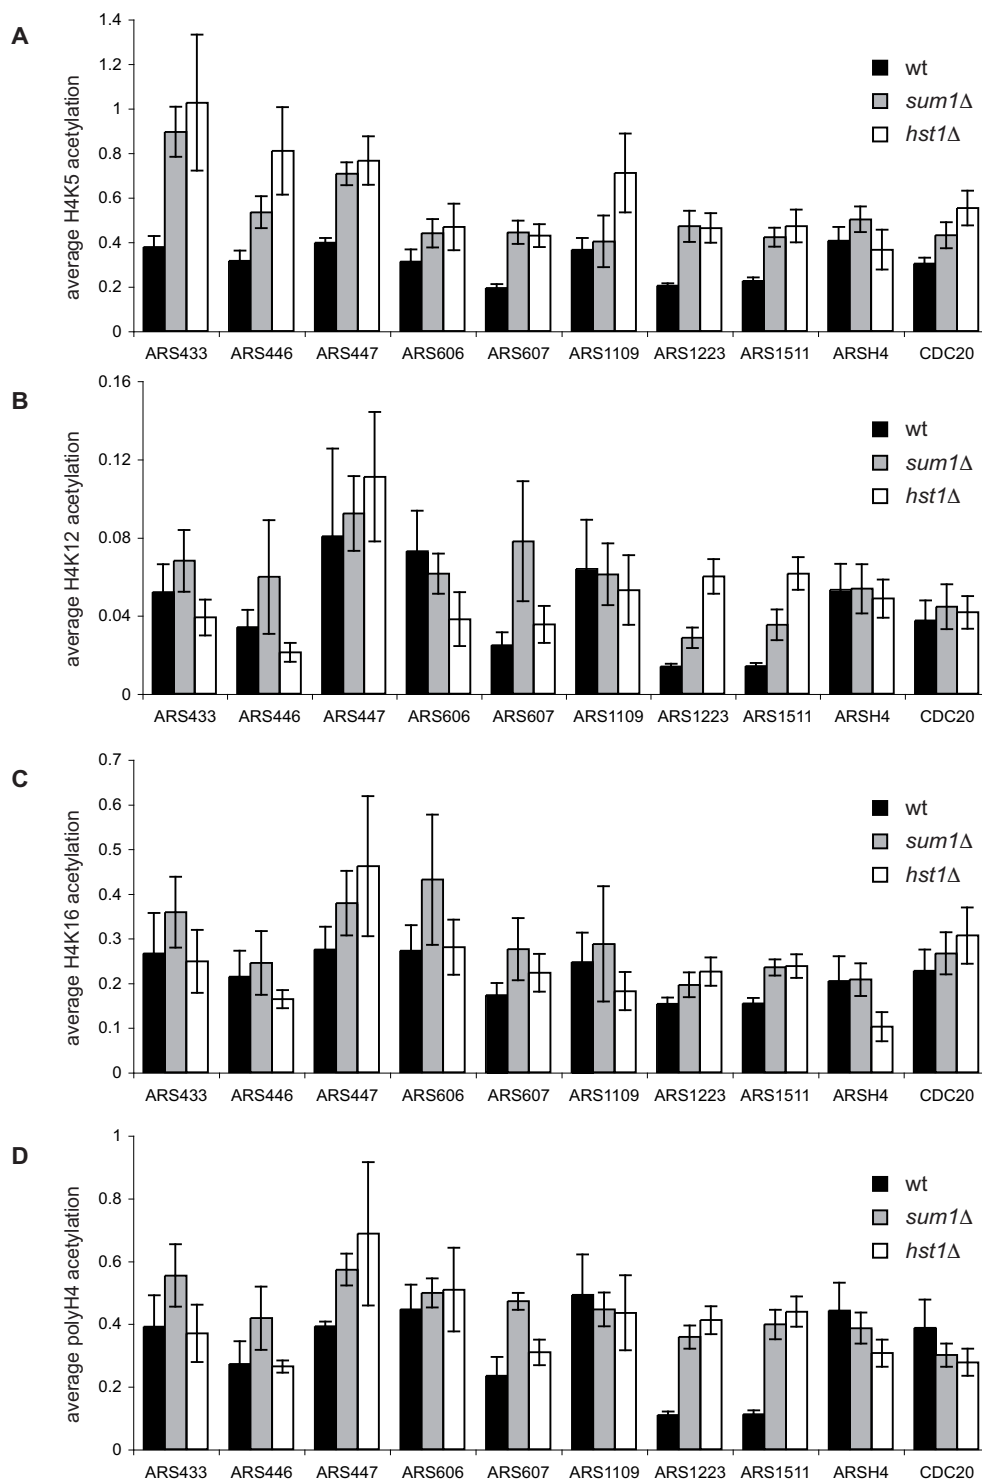 A
average H4K5 acetylation
1.4
1.2
1
0.8
0.6
0.4
0.2
0
wt
sum1Δ
hst1Δ
ARS433 ARS446 ARS447 ARS606 ARS607 ARS1109 ARS1223 ARS1511 ARSH4 CDC20
B
average H4K12 acetylation
0.16
0.12
0.08
0.04
0
wt
sum1Δ
hst1Δ
ARS433 ARS446 ARS447 ARS606 ARS607 ARS1109 ARS1223 ARS1511 ARSH4 CDC20
C
average H4K16 acetylation
0.7
0.6
0.5
0.4
0.3
0.2
0.1
0
wt
sum1Δ
hst1Δ
ARS433 ARS446 ARS447 ARS606 ARS607 ARS1109 ARS1223 ARS1511 ARSH4 CDC20
D
average polyH4 acetylation
1
0.8
0.6
0.4
0.2
0
wt
sum1Δ
hst1Δ
ARS433 ARS446 ARS447 ARS606 ARS607 ARS1109 ARS1223 ARS1511 ARSH4 CDC20